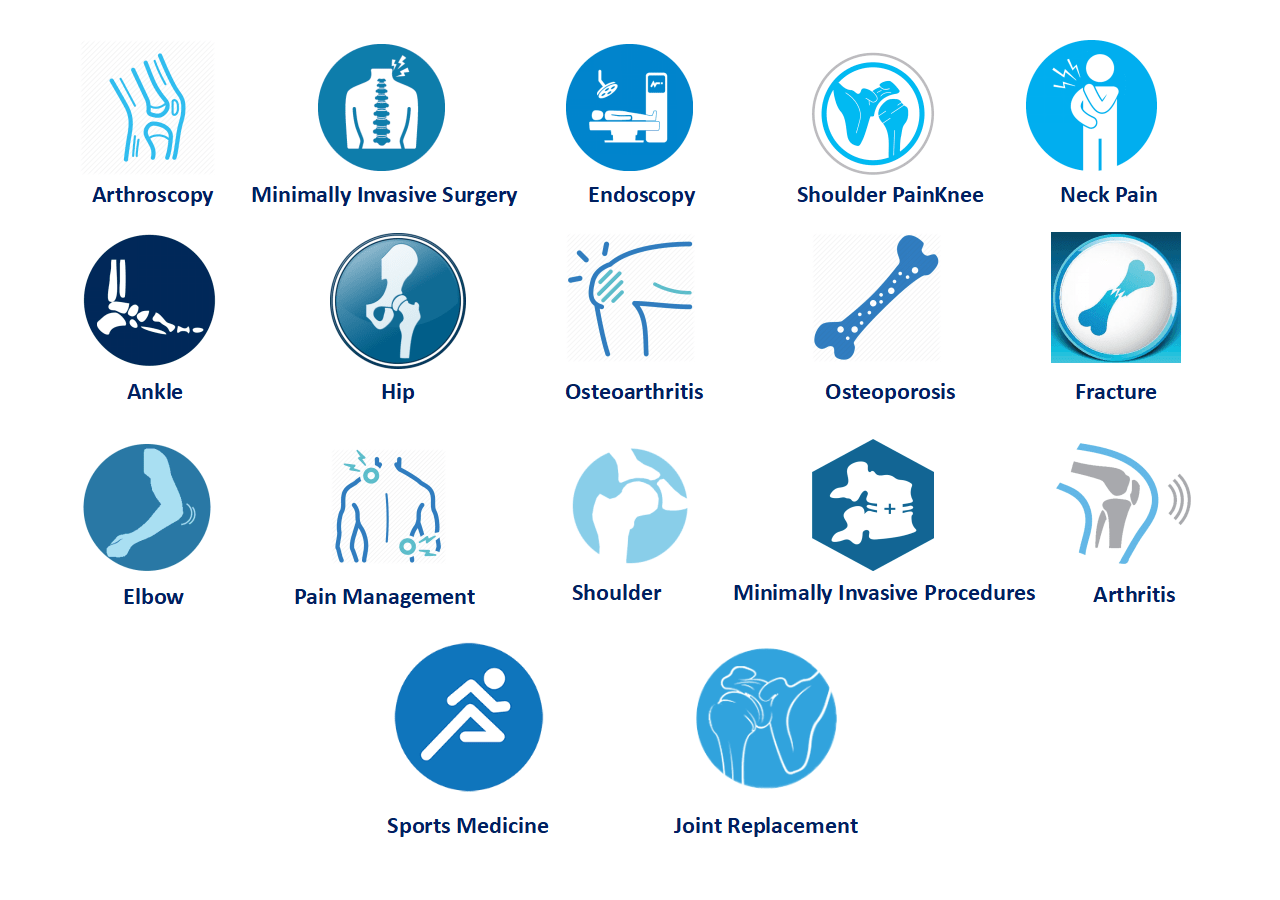 Arthroscopy
Minimally Invasive Surgery
Endoscopy
Shoulder PainKnee
Neck Pain
Ankle
Hip
Osteoarthritis
Osteoporosis
Fracture
Elbow
Pain Management
Shoulder
Minimally Invasive Procedures
Arthritis
Sports Medicine
Joint Replacement